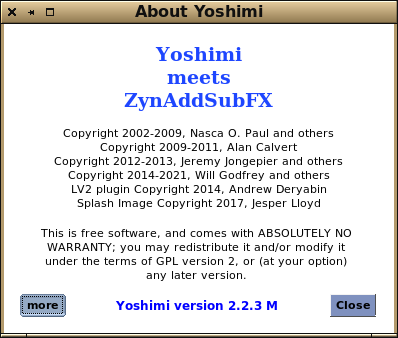 About Yoshimi
Yoshimi
meets
ZynAddSubFX
Copyright 2002-2009, Nasca O. Paul and others
Copyright 2009-2011, Alan Calvert
Copyright 2012-2013, Jeremy Jongepier and others
Copyright 2014-2021, Will Godfrey and others
LV2 plugin Copyright 2014, Andrew Deryabin
Splash Image Copyright 2017, Jesper Lloyd
This is free software, and comes with ABSOLUTELY NO
WARRANTY; you may redistribute it and/or modify it
under the terms of GPL version 2, or (at your option)
any later version.
more
Yoshimi version 2.2.3 M
Close